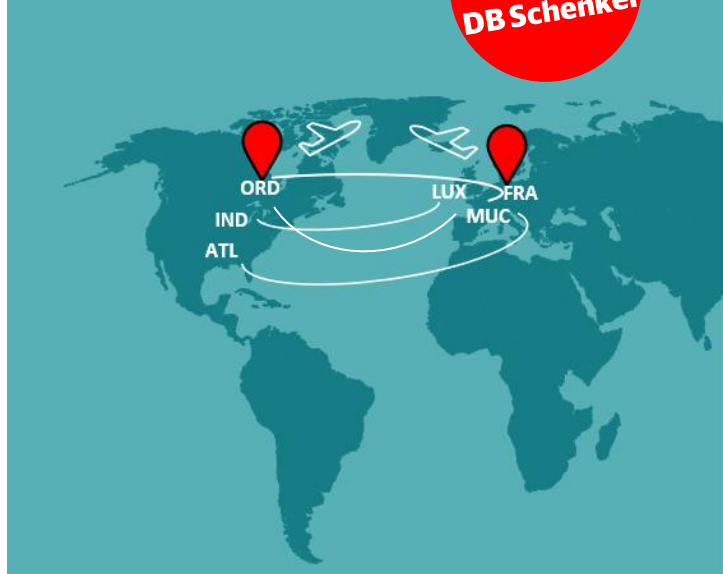 DB Schenker
ORD
LUX
FRA
IND
MUC
ATL